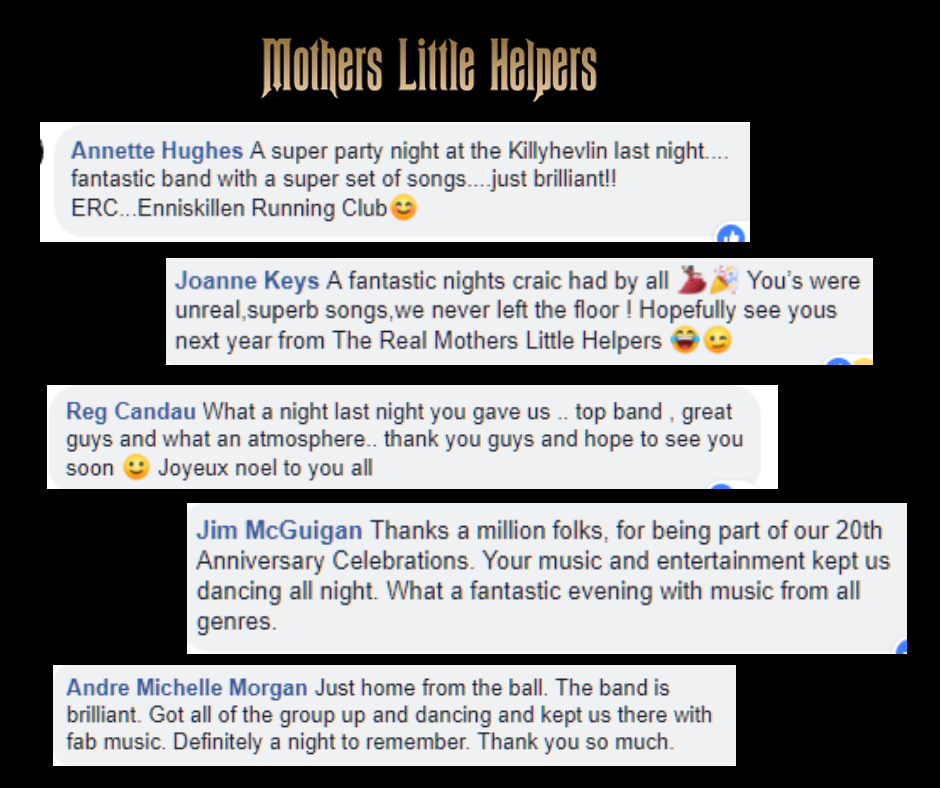 Mothers Little Helpers
Annette Hughes A super party night at the Killyhevlin last night....
fantastic band with a super set of songs....just brilliant!!
ERC...Enniskillen Running Club😊
Joanne Keys A fantastic nights craic had by all 💃🎉 You's were
unreal,superb songs,we never left the floor ! Hopefully see yous
next year from The Real Mothers Little Helpers 😂😉
Reg Candau What a night last night you gave us .. top band , great
guys and what an atmosphere.. thank you guys and hope to see you
soon 🙂 Joyeux noel to you all
Jim McGuigan Thanks a million folks, for being part of our 20th
Anniversary Celebrations. Your music and entertainment kept us
dancing all night. What a fantastic evening with music from all
genres.
Andre Michelle Morgan Just home from the ball. The band is
brilliant. Got all of the group up and dancing and kept us there with
fab music. Definitely a night to remember. Thank you so much.